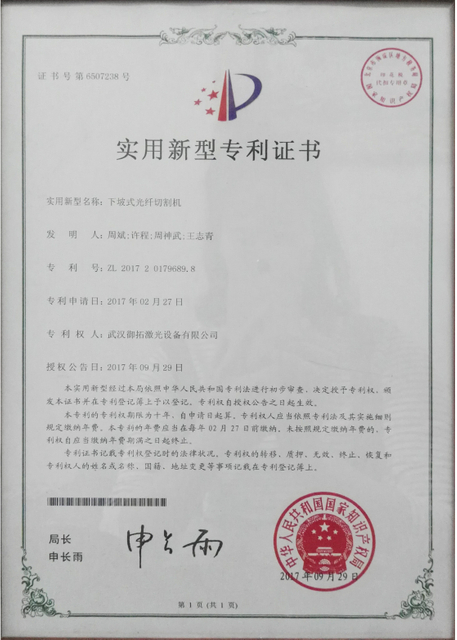 证书号第6507238号
实用新型专利证书
实用新型名称：下坡式光纤切割机
发 明 人：周斌;许程;周神武;王志青
专 利 号：ZL 2017 2 0179689.8
专利申请日：2017年02月27日
专 利 权 人：武汉御拓激光设备有限公司
授权公告日：2017年09月29日
本实用新型经过本局依照中华人民共和国专利法进行初步审查，决定授予专利权，颁
发本证书并在专利登记簿上予以登记。专利权自授权公告之日起生效。
本专利的专利权期限为十年，自申请日起算。专利权人应当依照专利法及其实施细则
规定缴纳年费。本专利的年费应当在每年02月27日前缴纳。未按照规定缴纳年费的，专
利权自应当缴纳年费期满之日起终止。
专利证书记载专利权登记时的法律状况。专利权的转移、质押、无效、终止、恢复和
专利权人的姓名或名称、国籍、地址变更等事项记载在专利登记簿上。
局长
申长雨
申长雨
中华人民共和国国家知识产权局
2017年09月29日
第1页(共1页)